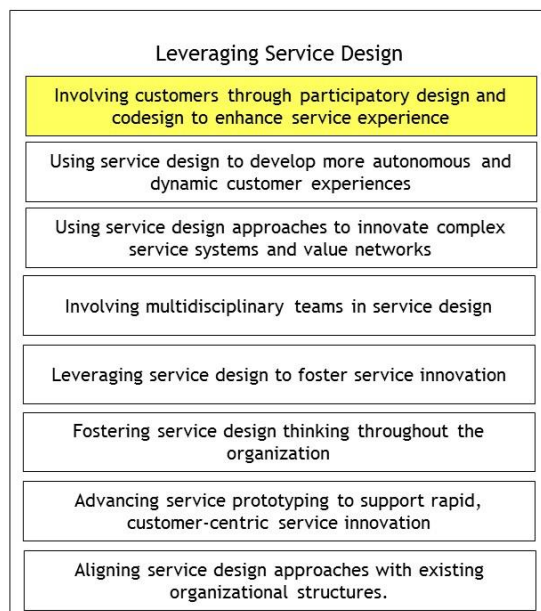 Leveraging Service Design
Involving customers through participatory design and
codesign to enhance service experience
Using service design to develop more autonomous and
dynamic customer experiences
Using service design approaches to innovate complex
service systems and value networks
Involving multidisciplinary teams in service design
Leveraging service design to foster service innovation
Fostering service design thinking throughout the
organization
Advancing service prototyping to support rapid,
customer-centric service innovation
Aligning service design approaches with existing
organizational structures.